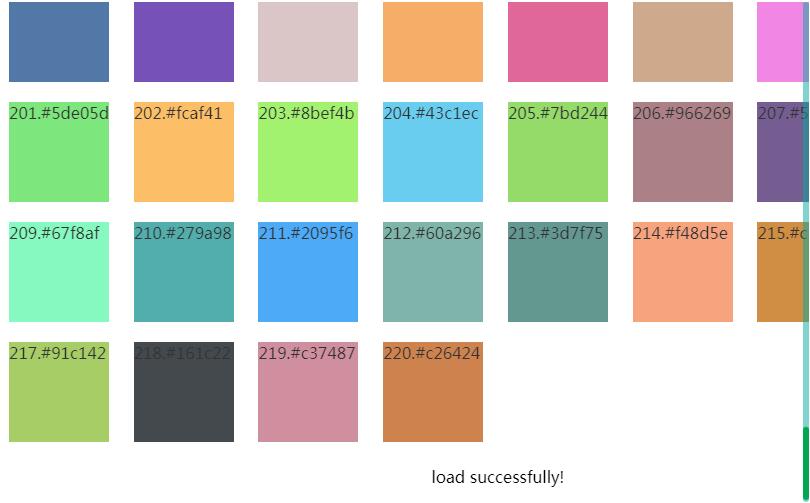 201.#5de05d 202.#fcaf41 203.#8bef4b 204.#43c1ec 205.#7bd244 206.#966269 207.#5
209.#67f8af 210.#279a98 211.#2095f6 212.#60a296 213.#3d7f75 214.#f48d5e 215.#c
217.#91c142 218.#161c22 219.#c37487 220.#c26424
load successfully!